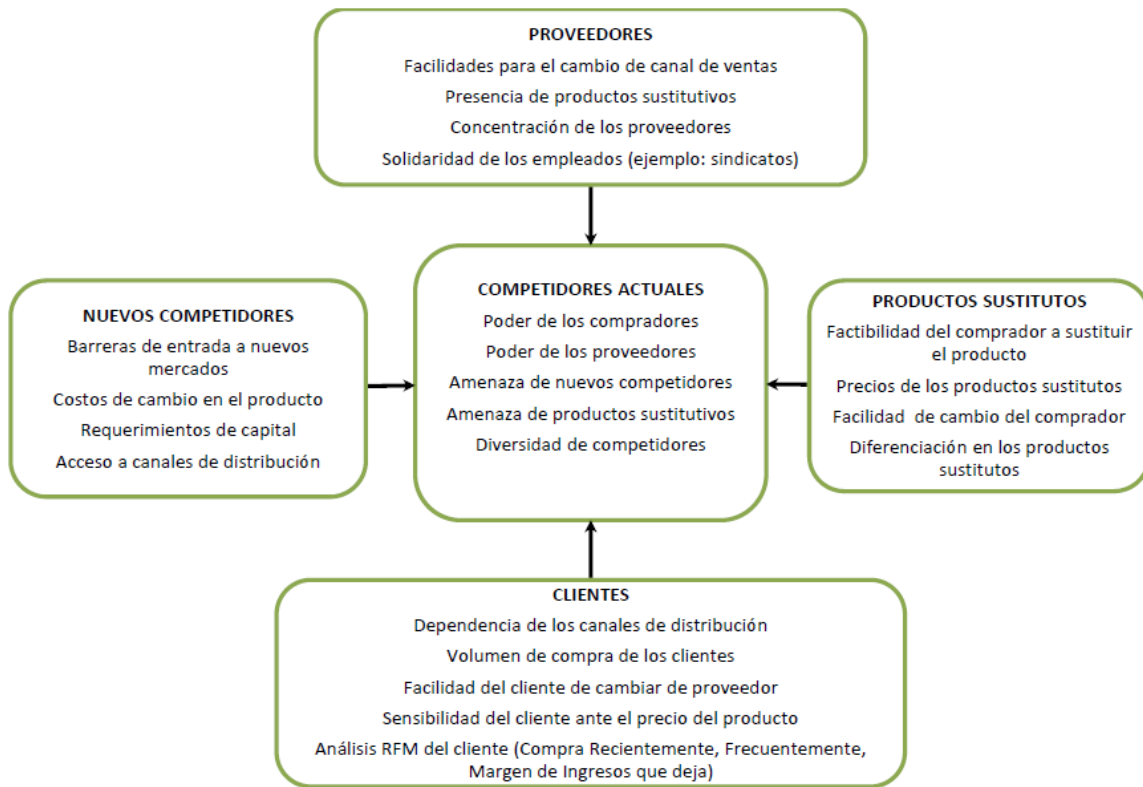 PROVEEDORES
Facilidades para el cambio de canal de ventas
Presencia de productos sustitutivos
Concentración de los proveedores
Solidaridad de los empleados (ejemplo: sindicatos)
NUEVOS COMPETIDORES
Barreras de entrada a nuevos
mercados
Costos de cambio en el producto
Requerimientos de capital
Acceso a canales de distribución
COMPETIDORES ACTUALES
Poder de los compradores
Poder de los proveedores
Amenaza de nuevos competidores
Amenaza de productos sustitutivos
Diversidad de competidores
PRODUCTOS SUSTITUTOS
Factibilidad del comprador a sustituir
el producto
Precios de los productos sustitutos
Facilidad de cambio del comprador
Diferenciación en los productos
sustitutos
CLIENTES
Dependencia de los canales de distribución
Volumen de compra de los clientes
Facilidad del cliente de cambiar de proveedor
Sensibilidad del cliente ante el precio del producto
Análisis RFM del cliente (Compra Recientemente, Frecuentemente,
Margen de Ingresos que deja)